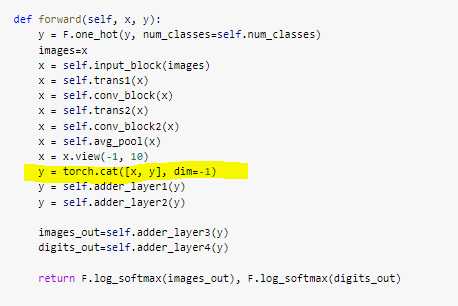 def forward(self, x, y):
y = F.one_hot(y, num_classes=self.num_classes)
images=x
x = self.input_block(images)
x = self.trans1(x)
x = self.conv_block(x)
x = self.trans2(x)
x = self.conv_block2(x)
x = self.avg_pool(x)
x = x.view(-1, 10)
y = torch.cat([x, y], dim=-1)
y = self.adder_layer1(y)
y = self.adder_layer2(y)
images_out=self.adder_layer3(y)
digits_out=self.adder_layer4(y)
return F.log_softmax(images_out), F.log_softmax(digits_out)